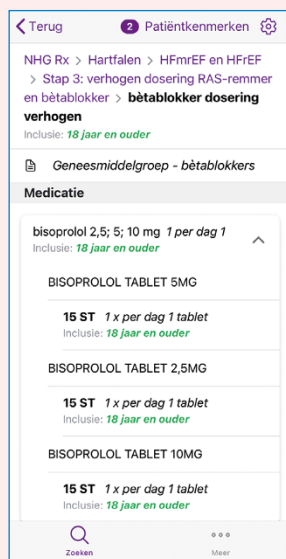 Terug
2 Patiëntkenmerken
NHG Rx > Hartfalen > HFmrEF en HFrEF
> Stap 3: verhogen dosering RAS-remmer
en bètablokker > bètablokker dosering
verhogen
Inclusie: 18 jaar en ouder
Geneesmiddelgroep - bètablokkers
Medicatie
bisoprolol 2,5; 5; 10 mg 1 per dag 1
Inclusie: 18 jaar en ouder
BISOPROLOL TABLET 5MG
15 ST 1 x per dag 1 tablet
Inclusie: 18 jaar en ouder
BISOPROLOL TABLET 2,5MG
15 ST 1 x per dag 1 tablet
Inclusie: 18 jaar en ouder
BISOPROLOL TABLET 10MG
15 ST 1 x per dag 1 tablet
Inclusie: 18 jaar en ouder
Zoeken
Meer